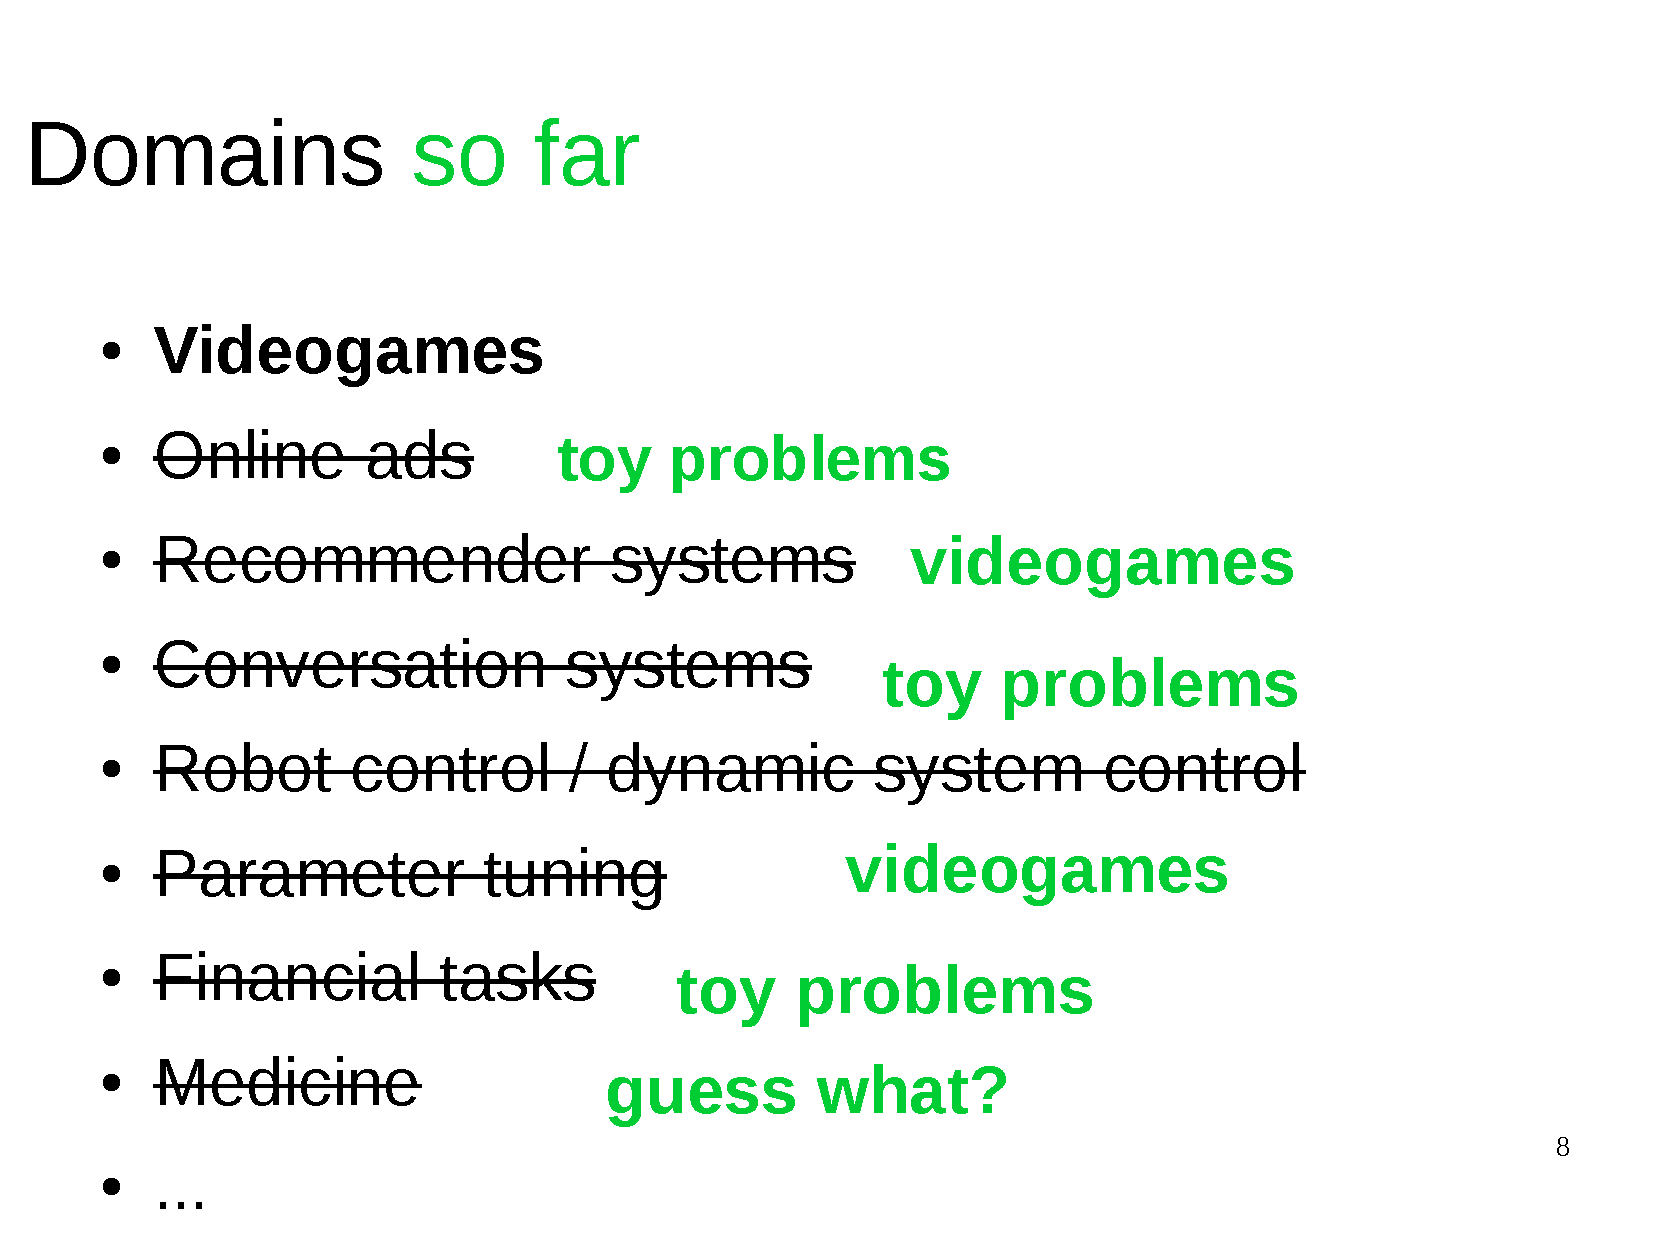 Domains so far
• Videogames
• Online ads toy problems
• Recommender systems videogames
• Conversation systems toy problems
• Robot control / dynamic system control
• Parameter tuning videogames
• Financial tasks toy problems
• Medicine guess what?
8
• ...